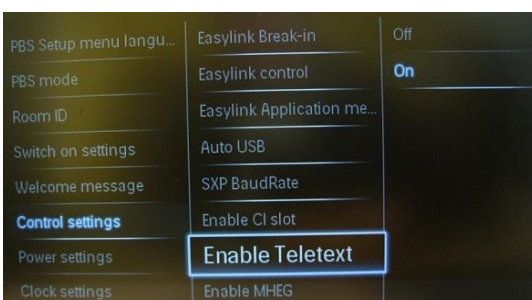 PBS Setup menu langu...
PBS mode
Room ID
Switch on settings
Welcome message
Control settings
Power settings
Clock settings
Easylink Break-in
Easylink control
Easylink Application me...
Auto USB
SXP BaudRate
Enable CI slot
Enable Teletext
Enable MHEG
Off
On